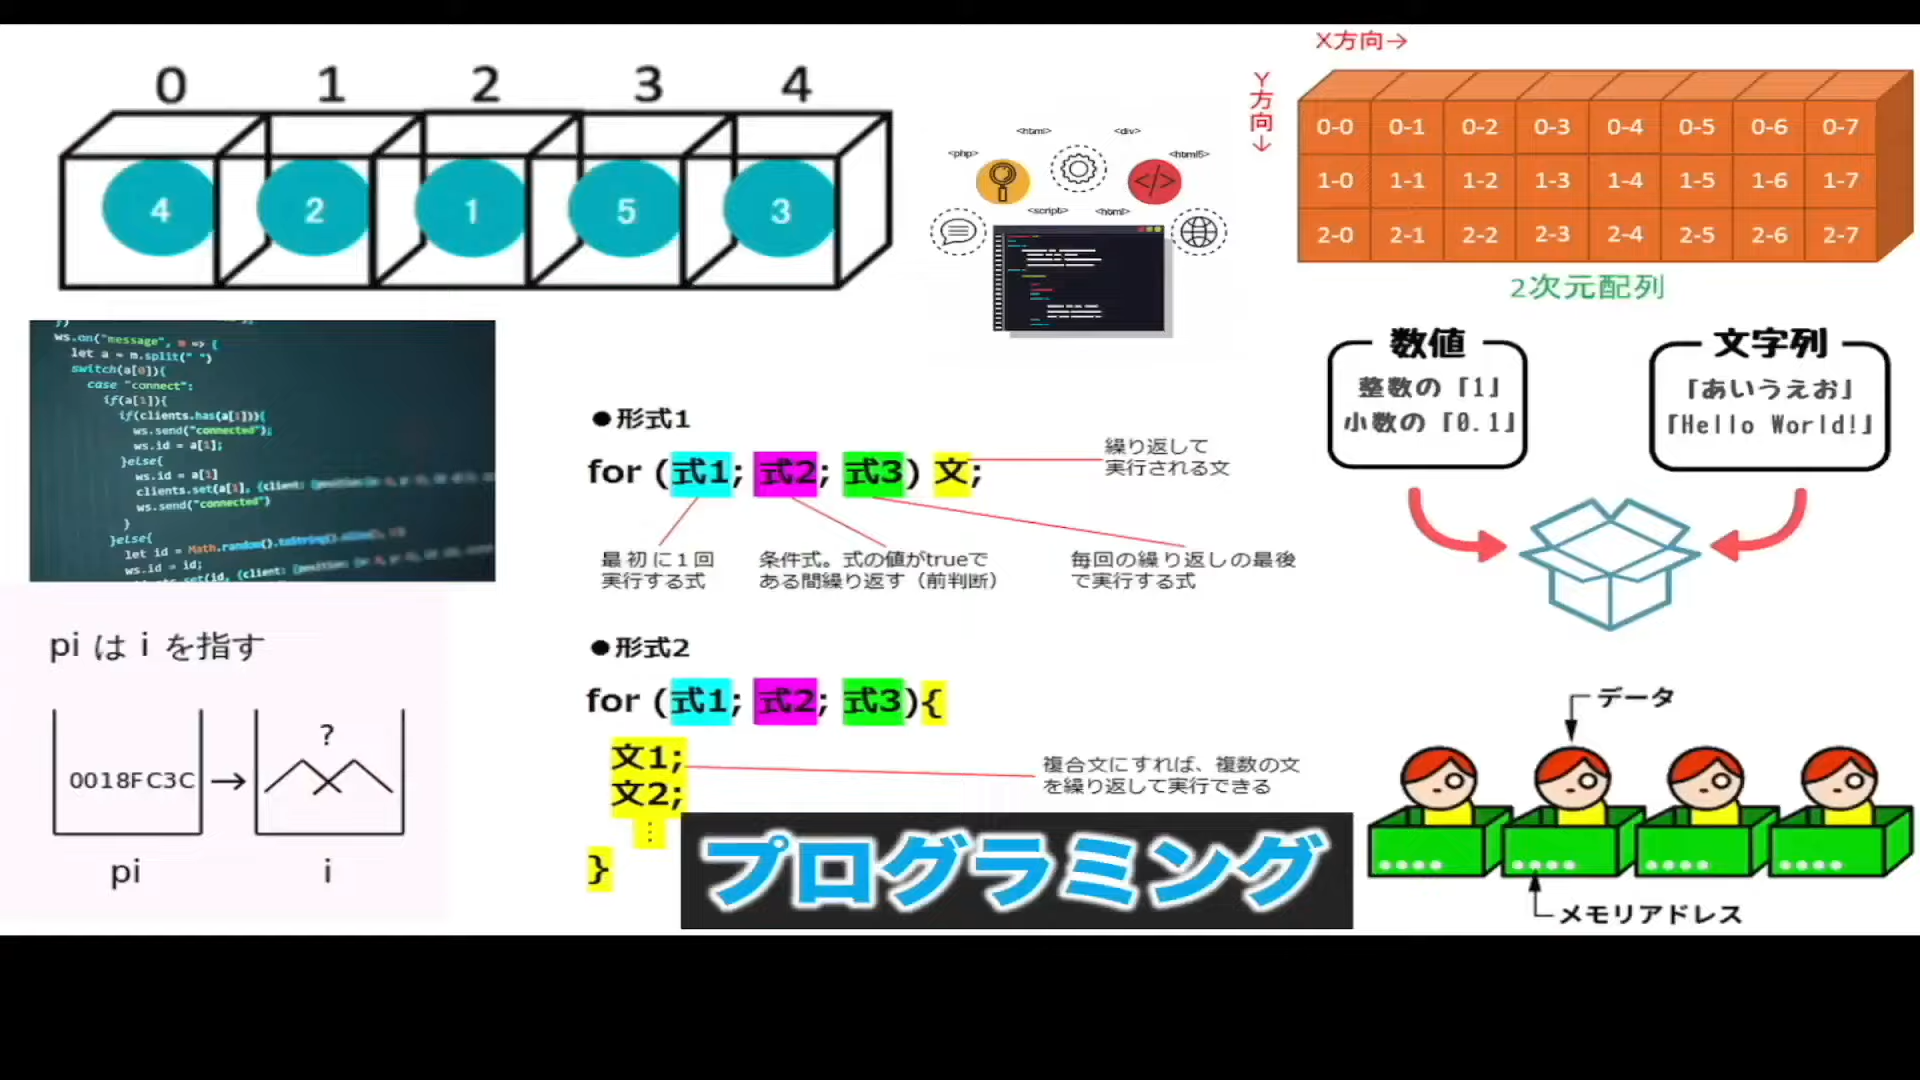 0 1 2 3 4
4 2 1 5 3
<html> <div>
<php> <html5>
<script> <html>
X方向→
Y方向↓
0-0 0-1 0-2 0-3 0-4 0-5 0-6 0-7
1-0 1-1 1-2 1-3 1-4 1-5 1-6 1-7
2-0 2-1 2-2 2-3 2-4 2-5 2-6 2-7
2次元配列
ws.on("message", m => {
let a = m.split(" ")
switch(a[0]){
case "connect":
if(a[1]){
if(clients.has(a[1])){
ws.send("connected");
ws.id = a[1];
}else{
ws.id = a[1]
clients.set(a[1], {client: {position:
ws.send("connected")
}
}else{
let id = Math.random().toString()
ws.id = id;
clients.set(id, {client: {position:
数値
整数の「1」
小数の「0.1」
文字列
「あいうえお」
「Hello World!」
●形式1
for (式1; 式2; 式3) 文;
繰り返して
実行される文
最初に1回
実行する式
条件式。式の値がtrueで
ある間繰り返す（前判断）
毎回の繰り返しの最後
で実行する式
●形式2
for (式1; 式2; 式3){
文1;
文2;
⋮
}
複合文にすれば、複数の文
を繰り返して実行できる
pi は i を指す
0018FC3C → ?
pi i
データ
メモリアドレス
プログラミング